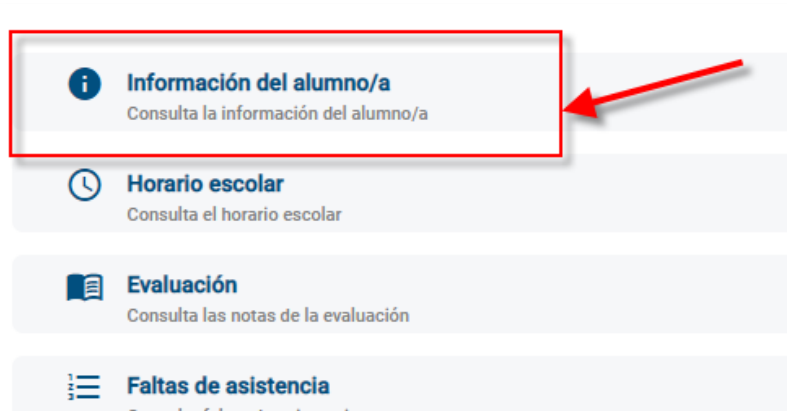 Información del alumno/a
Consulta la información del alumno/a
Horario escolar
Consulta el horario escolar
Evaluación
Consulta las notas de la evaluación
Faltas de asistencia